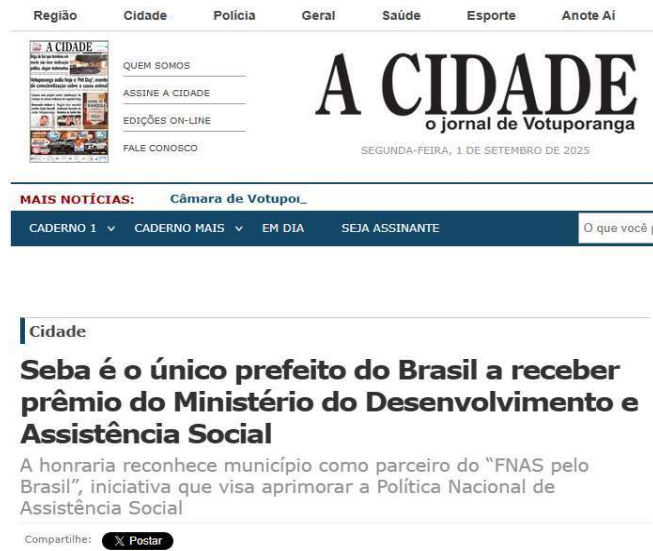 Região Cidade Polícia Geral Saúde Esporte Anote Aí
A CIDADE
QUEM SOMOS
ASSINE A CIDADE
EDIÇÕES ON-LINE
FALE CONOSCO
A CIDADE
o jornal de Votuporanga
SEGUNDA-FEIRA, 1 DE SETEMBRO DE 2025
MAIS NOTÍCIAS: Câmara de Votupor_
CADERNO 1 CADERNO MAIS EM DIA SEJA ASSINANTE O que você p
Cidade
Seba é o único prefeito do Brasil a receber
prêmio do Ministério do Desenvolvimento e
Assistência Social
A honraria reconhece município como parceiro do “FNAS pelo
Brasil”, iniciativa que visa aprimorar a Política Nacional de
Assistência Social
Compartilhe: X Postar